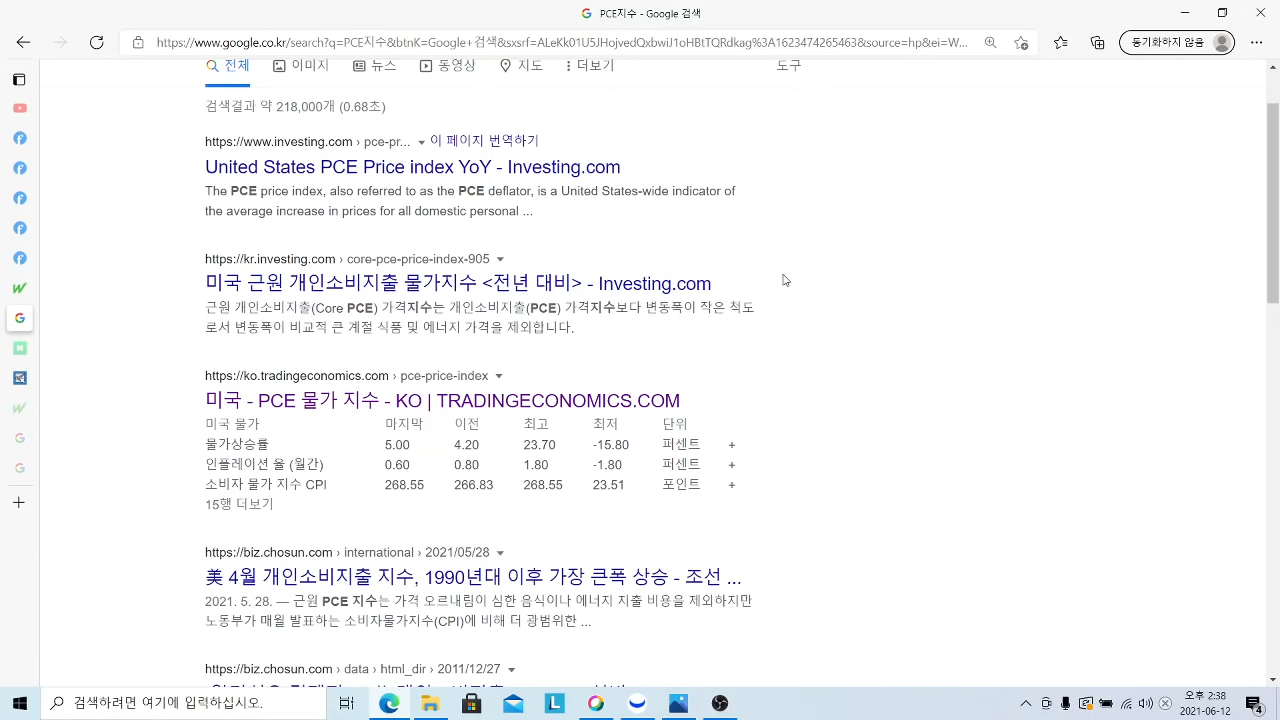 PCE지수 - Google 검색
https://www.google.co.kr/search?q=PCE지수&btnK=Google+검색&sxsrf=ALeKk01U5JHojvedQxbwiJ1oHBtTQRdkag%3A1623474265463&source=hp&ei=W...
동기화하지 않음
전체 이미지 뉴스 동영상 지도 더보기 도구
검색결과 약 218,000개 (0.68초)
https://www.investing.com › pce-pr... 이 페이지 번역하기
United States PCE Price index YoY - Investing.com
The PCE price index, also referred to as the PCE deflator, is a United States-wide indicator of
the average increase in prices for all domestic personal ...
https://kr.investing.com › core-pce-price-index-905
미국 근원 개인소비지출 물가지수 <전년 대비> - Investing.com
근원 개인소비지출(Core PCE) 가격지수는 개인소비지출(PCE) 가격지수보다 변동폭이 작은 척도
로서 변동폭이 비교적 큰 계절 식품 및 에너지 가격을 제외합니다.
https://ko.tradingeconomics.com › pce-price-index
미국 - PCE 물가 지수 - KO | TRADINGECONOMICS.COM
미국 물가 마지막 이전 최고 최저 단위
물가상승률 5.00 4.20 23.70 -15.80 퍼센트 +
인플레이션 율 (월간) 0.60 0.80 1.80 -1.80 퍼센트 +
소비자 물가 지수 CPI 268.55 266.83 268.55 23.51 포인트 +
15행 더보기
https://biz.chosun.com › international › 2021/05/28
美 4월 개인소비지출 지수, 1990년대 이후 가장 큰폭 상승 - 조선 ...
2021. 5. 28. — 근원 PCE 지수는 가격 오르내림이 심한 음식이나 에너지 지출 비용을 제외하지만
노동부가 매월 발표하는 소비자물가지수(CPI)에 비해 더 광범위한 ...
https://biz.chosun.com › data › html_dir › 2011/12/27
검색하려면 여기에 입력하십시오.
오후 2:38
2021-06-12
4